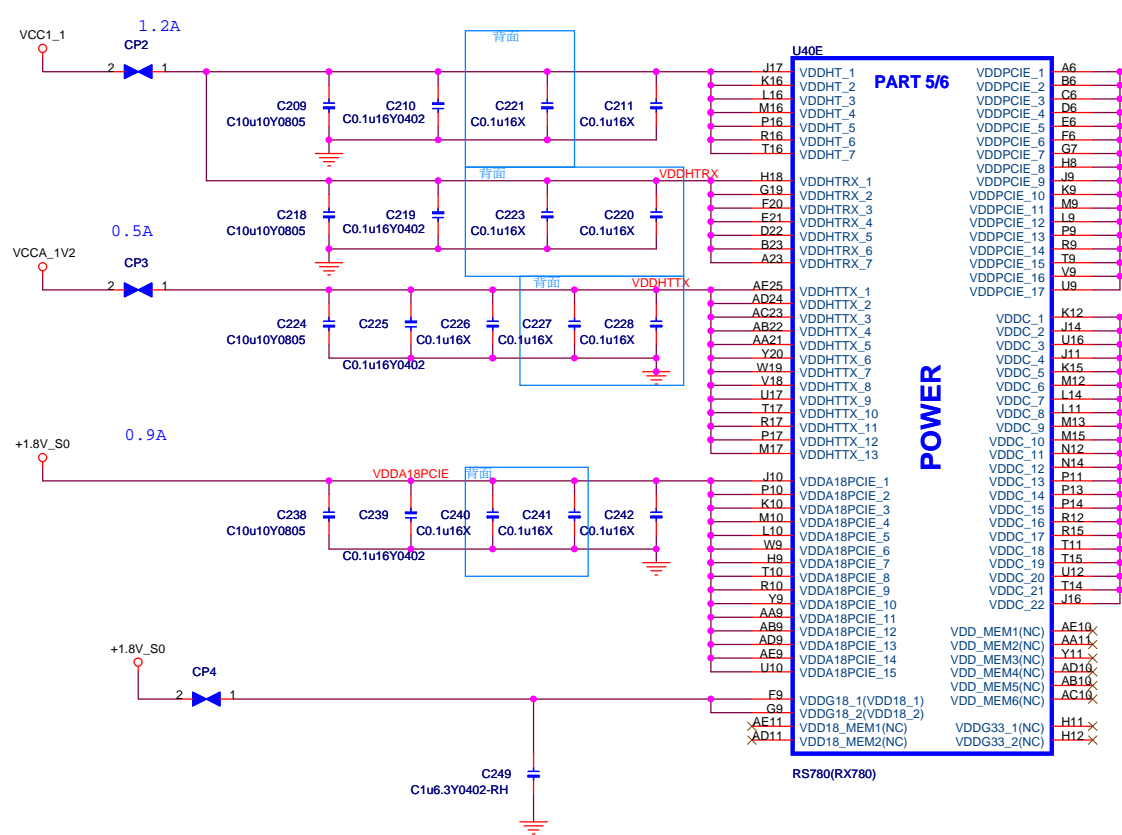 VCC1_1
1.2A
CP2
2
1
背面
C209
C10u10Y0805
C210
C0.1u16Y0402
C221
C0.1u16X
C211
C0.1u16X
背面
VDDHTRX
C218
C10u10Y0805
C219
C0.1u16Y0402
C223
C0.1u16X
C220
C0.1u16X
0.5A
VCCA_1V2
CP3
2
1
背面
VDDHTTX
C224
C10u10Y0805
C225
C0.1u16Y0402
C226
C0.1u16X
C227
C0.1u16X
C228
C0.1u16X
0.9A
+1.8V_S0
VDDA18PCIE
背面
C238
C10u10Y0805
C239
C0.1u16Y0402
C240
C0.1u16X
C241
C0.1u16X
C242
C0.1u16X
+1.8V_S0
CP4
2
1
C249
C1u6.3Y0402-RH
U40E
PART 5/6
POWER
J17 VDDHT_1
K16 VDDHT_2
L16 VDDHT_3
M16 VDDHT_4
P16 VDDHT_5
R16 VDDHT_6
T16 VDDHT_7
H18 VDDHTRX_1
G19 VDDHTRX_2
F20 VDDHTRX_3
E21 VDDHTRX_4
D22 VDDHTRX_5
B23 VDDHTRX_6
A23 VDDHTRX_7
AE25 VDDHTTX_1
AD24 VDDHTTX_2
AC23 VDDHTTX_3
AB22 VDDHTTX_4
AA21 VDDHTTX_5
Y20 VDDHTTX_6
W19 VDDHTTX_7
V18 VDDHTTX_8
U17 VDDHTTX_9
T17 VDDHTTX_10
R17 VDDHTTX_11
P17 VDDHTTX_12
M17 VDDHTTX_13
J10 VDDA18PCIE_1
P10 VDDA18PCIE_2
K10 VDDA18PCIE_3
M10 VDDA18PCIE_4
L10 VDDA18PCIE_5
W9 VDDA18PCIE_6
H9 VDDA18PCIE_7
T10 VDDA18PCIE_8
R10 VDDA18PCIE_9
Y9 VDDA18PCIE_10
AA9 VDDA18PCIE_11
AB9 VDDA18PCIE_12
AD9 VDDA18PCIE_13
AE9 VDDA18PCIE_14
U10 VDDA18PCIE_15
F9 VDDG18_1(VDD18_1)
G9 VDDG18_2(VDD18_2)
AE11 VDD18_MEM1(NC)
AD11 VDD18_MEM2(NC)
VDDPCIE_1 A6
VDDPCIE_2 B6
VDDPCIE_3 C6
VDDPCIE_4 D6
VDDPCIE_5 E6
VDDPCIE_6 F6
VDDPCIE_7 G7
VDDPCIE_8 H8
VDDPCIE_9 J9
VDDPCIE_10 K9
VDDPCIE_11 M9
VDDPCIE_12 L9
VDDPCIE_13 P9
VDDPCIE_14 R9
VDDPCIE_15 T9
VDDPCIE_16 V9
VDDPCIE_17 U9
VDDC_1 K12
VDDC_2 J14
VDDC_3 U16
VDDC_4 J11
VDDC_5 K15
VDDC_6 M12
VDDC_7 L14
VDDC_8 L11
VDDC_9 M13
VDDC_10 M15
VDDC_11 N12
VDDC_12 N14
VDDC_13 P11
VDDC_14 P13
VDDC_15 P14
VDDC_16 R12
VDDC_17 R15
VDDC_18 T11
VDDC_19 T15
VDDC_20 U12
VDDC_21 T14
VDDC_22 J16
VDD_MEM1(NC) AE10
VDD_MEM2(NC) AA11
VDD_MEM3(NC) Y11
VDD_MEM4(NC) AD10
VDD_MEM5(NC) AB10
VDD_MEM6(NC) AC10
VDDG33_1(NC) H11
VDDG33_2(NC) H12
RS780(RX780)